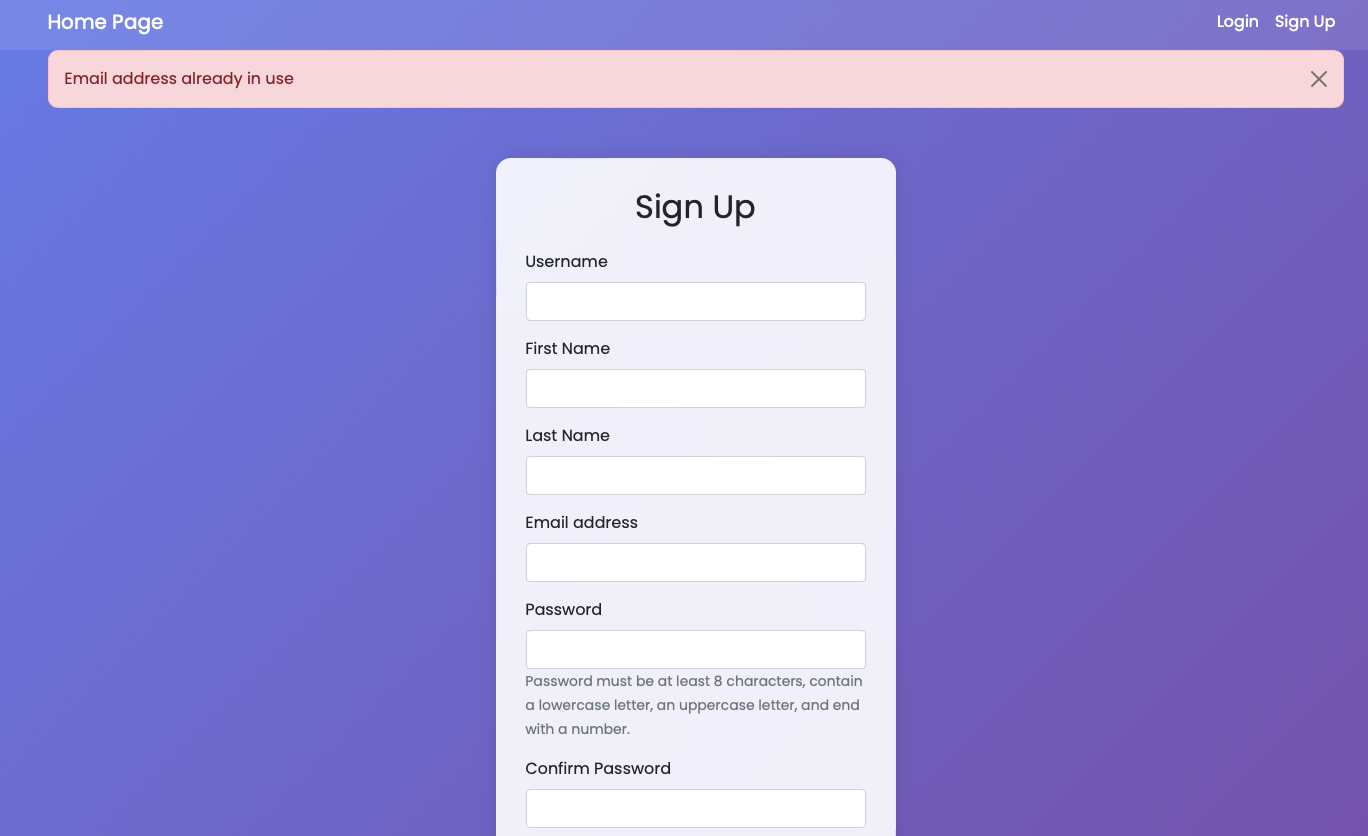 Home Page
Login Sign Up
Email address already in use
Sign Up
Username
First Name
Last Name
Email address
Password
Password must be at least 8 characters, contain
a lowercase letter, an uppercase letter, and end
with a number.
Confirm Password